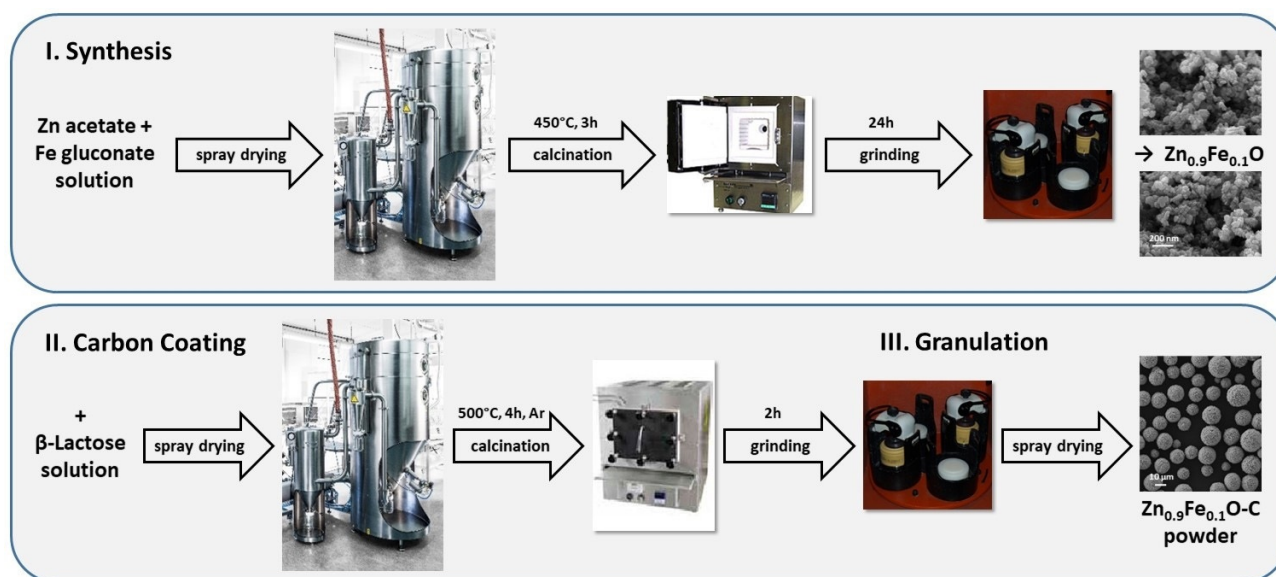 I. Synthesis
Zn acetate +
Fe gluconate
solution
spray drying
450°C, 3h
calcination
24h
grinding
→ Zn0.9Fe0.1O
200 nm
II. Carbon Coating
+
β-Lactose
solution
spray drying
500°C, 4h, Ar
calcination
III. Granulation
2h
grinding
spray drying
10 µm
Zn0.9Fe0.1O-C
powder